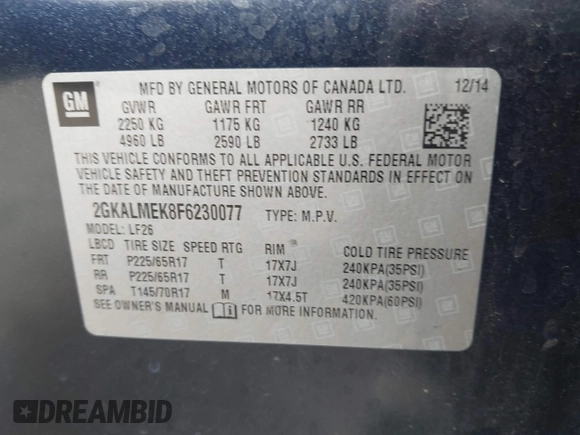 GM
MFD BY GENERAL MOTORS OF CANADA LTD. 12/14
GVWR GAWR FRT GAWR RR
2250 KG 1175 KG 1240 KG
4960 LB 2590 LB 2733 LB
THIS VEHICLE CONFORMS TO ALL APPLICABLE U.S. FEDERAL MOTOR
VEHICLE SAFETY AND THEFT PREVENTION STANDARDS IN EFFECT ON
THE DATE OF MANUFACTURE SHOWN ABOVE.
2GKALMEK8F6230077 TYPE: M.P.V.
MODEL: LF26
LBCD TIRE SIZE SPEED RTG RIM COLD TIRE PRESSURE
FRT P225/65R17 T 17X7J 240KPA(35PSI)
RR P225/65R17 T 17X7J 240KPA(35PSI)
SPA T145/70R17 M 17X4.5T 420KPA(60PSI)
SEE OWNER'S MANUAL FOR MORE INFORMATION
DREAMBID